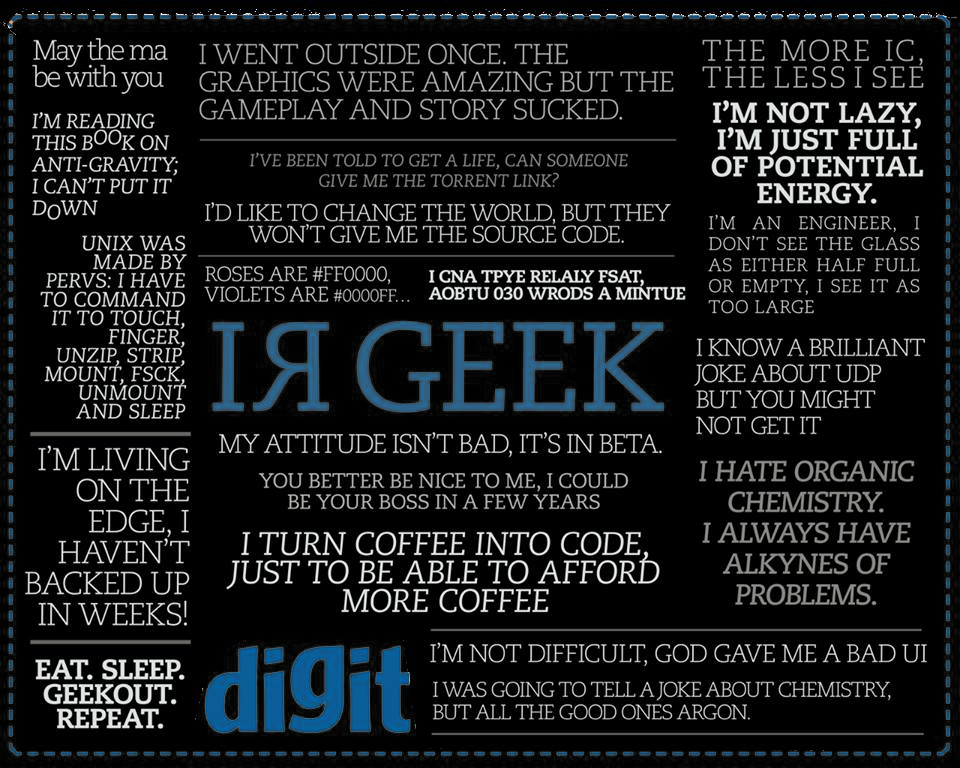 May the ma
be with you
I'M READING
THIS BOOK ON
ANTI-GRAVITY;
I CAN'T PUT IT
DOWN
UNIX WAS
MADE BY
PERVS: I HAVE
TO COMMAND
IT TO TOUCH,
FINGER,
UNZIP, STRIP,
MOUNT, FSCK,
UNMOUNT
AND SLEEP
I'M LIVING
ON THE
EDGE, I
HAVEN'T
BACKED UP
IN WEEKS!
EAT. SLEEP.
GEEKOUT.
REPEAT.
I WENT OUTSIDE ONCE. THE
GRAPHICS WERE AMAZING BUT THE
GAMEPLAY AND STORY SUCKED.
I'VE BEEN TOLD TO GET A LIFE, CAN SOMEONE
GIVE ME THE TORRENT LINK?
I'D LIKE TO CHANGE THE WORLD, BUT THEY
WON'T GIVE ME THE SOURCE CODE.
ROSES ARE #FF0000,
VIOLETS ARE #0000FF...
I CNA TPYE RELALY FSAT,
AOBTU 030 WRODS A MINTUE
I Я GEEK
MY ATTITUDE ISN'T BAD, IT'S IN BETA.
YOU BETTER BE NICE TO ME, I COULD
BE YOUR BOSS IN A FEW YEARS
I TURN COFFEE INTO CODE,
JUST TO BE ABLE TO AFFORD
MORE COFFEE
digit
THE MORE IC,
THE LESS I SEE
I'M NOT LAZY,
I'M JUST FULL
OF POTENTIAL
ENERGY.
I'M AN ENGINEER, I
DON'T SEE THE GLASS
AS EITHER HALF FULL
OR EMPTY, I SEE IT AS
TOO LARGE
I KNOW A BRILLIANT
JOKE ABOUT UDP
BUT YOU MIGHT
NOT GET IT
I HATE ORGANIC
CHEMISTRY.
I ALWAYS HAVE
ALKYNES OF
PROBLEMS.
I'M NOT DIFFICULT, GOD GAVE ME A BAD UI
I WAS GOING TO TELL A JOKE ABOUT CHEMISTRY,
BUT ALL THE GOOD ONES ARGON.